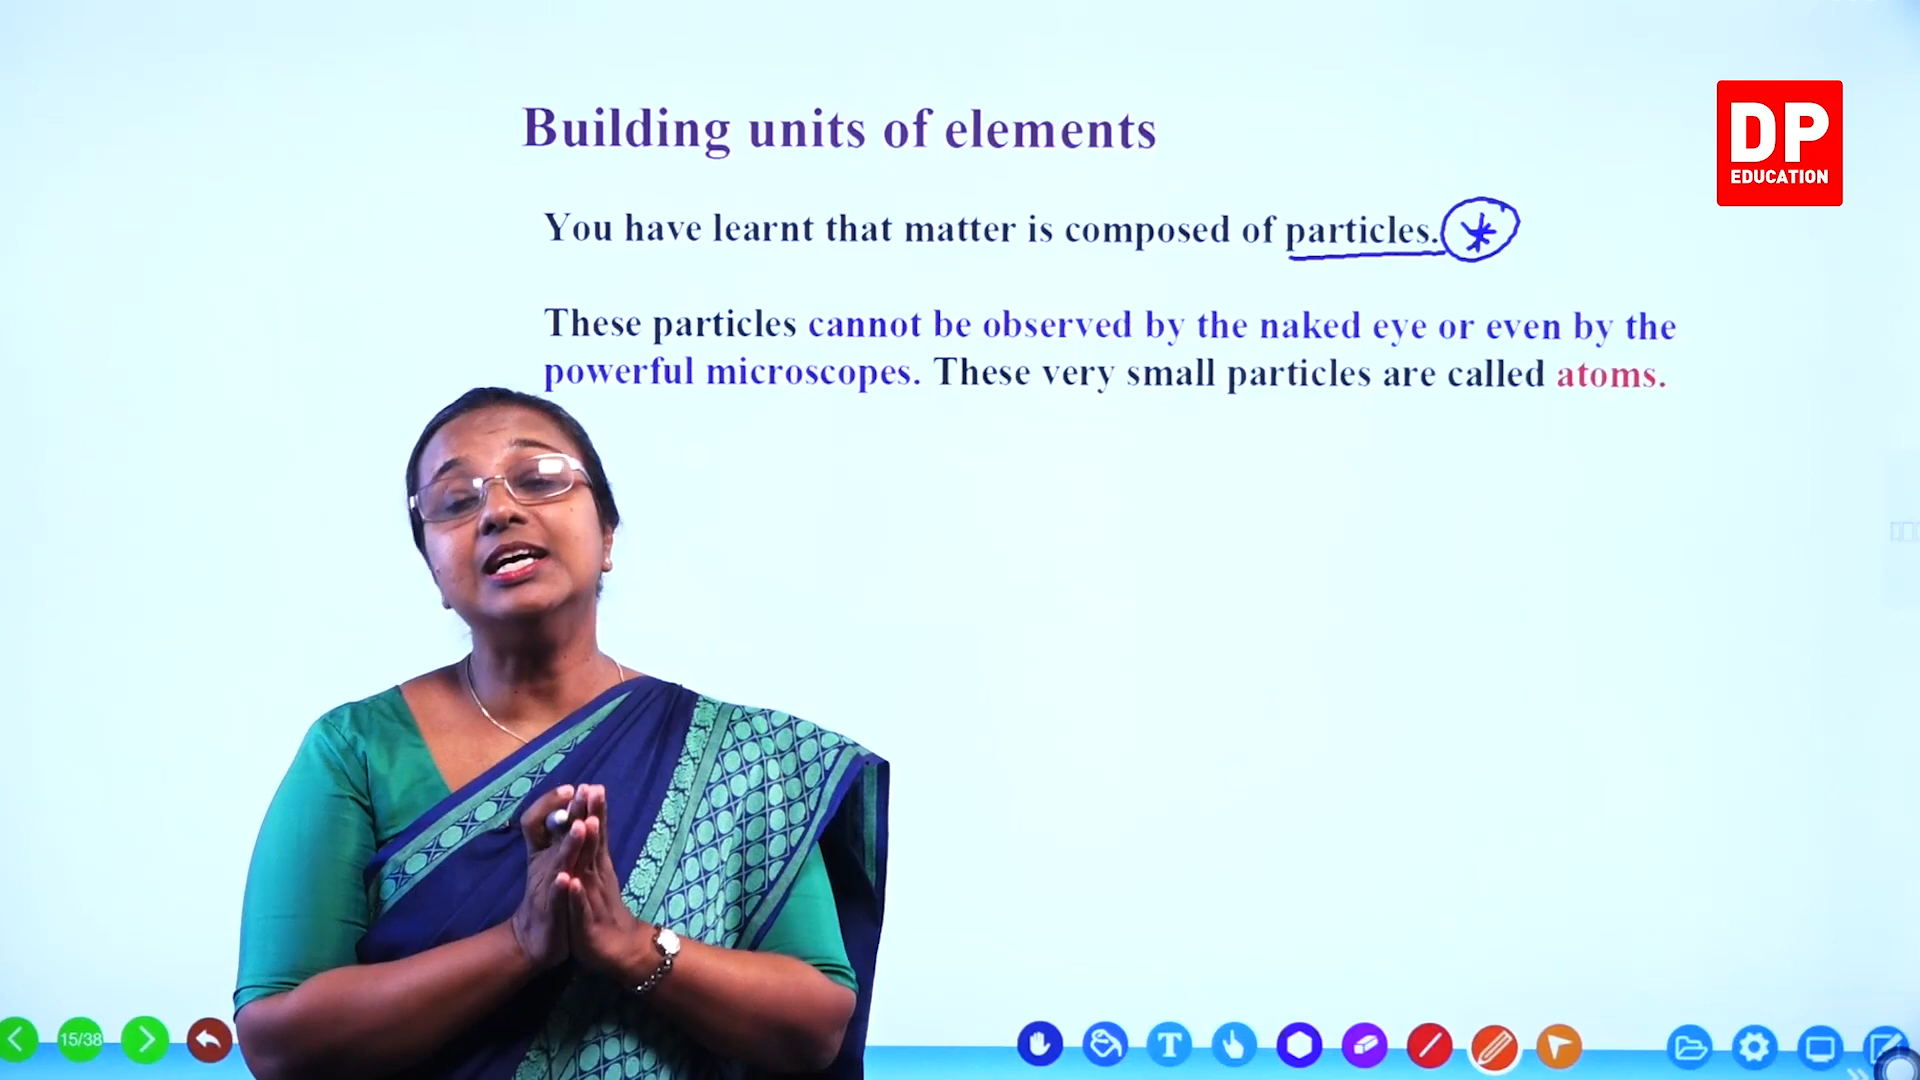 Building units of elements
DP
EDUCATION
You have learnt that matter is composed of particles.
These particles cannot be observed by the naked eye or even by the
powerful microscopes. These very small particles are called atoms.
15/38
T